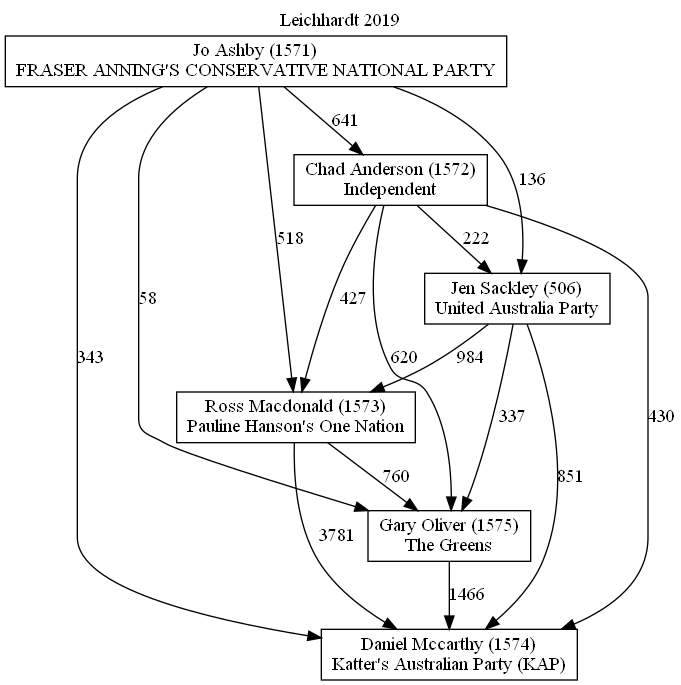 Leichhardt 2019
Jo Ashby (1571)
FRASER ANNING'S CONSERVATIVE NATIONAL PARTY
641
Chad Anderson (1572)
Independent
136
518
222
Jen Sackley (506)
United Australia Party
58
427
343
620
984
Ross Macdonald (1573)
Pauline Hanson's One Nation
337
430
760
851
Gary Oliver (1575)
The Greens
3781
1466
Daniel Mccarthy (1574)
Katter's Australian Party (KAP)